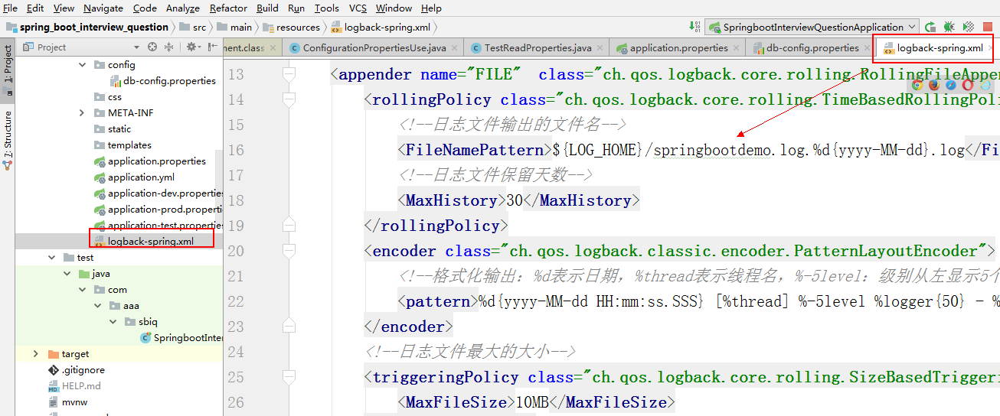 File Edit View Navigate Code Analyze Refactor Build Run Tools VCS Window Help
spring_boot_interview_question src main resources logback-spring.xml SpringbootInterviewQuestionApplication
Project ment.class ConfigurationPropertiesUse.java TestReadProperties.java application.properties db-config.properties logback-spring.xml
1: Project
7: Structure
config
db-config.properties
css
META-INF
static
templates
application.properties
application.yml
application-dev.properties
application-prod.properti
application-test.properties
logback-spring.xml
test
java
com
aaa
sbiq
SpringbootInter
target
.gitignore
HELP.md
mvnw
13 <appender name="FILE" class="ch.qos.logback.core.rolling.RollingFileAppen
14 <rollingPolicy class="ch.qos.logback.core.rolling.TimeBasedRollingPoli
15 <!--日志文件输出的文件名-->
16 <FileNamePattern>${LOG_HOME}/springbootdemo.log.%d{yyyy-MM-dd}.log</Fi
17 <!--日志文件保留天数-->
18 <MaxHistory>30</MaxHistory>
19 </rollingPolicy>
20 <encoder class="ch.qos.logback.classic.encoder.PatternLayoutEncoder">
21 <!--格式化输出：%d表示日期，%thread表示线程名，%-5level：级别从左显示5个
22 <pattern>%d{yyyy-MM-dd HH:mm:ss.SSS} [%thread] %-5level %logger{50} - %
23 </encoder>
24 <!--日志文件最大的大小-->
25 <triggeringPolicy class="ch.qos.logback.core.rolling.SizeBasedTriggeri
26 <MaxFileSize>10MB</MaxFileSize>